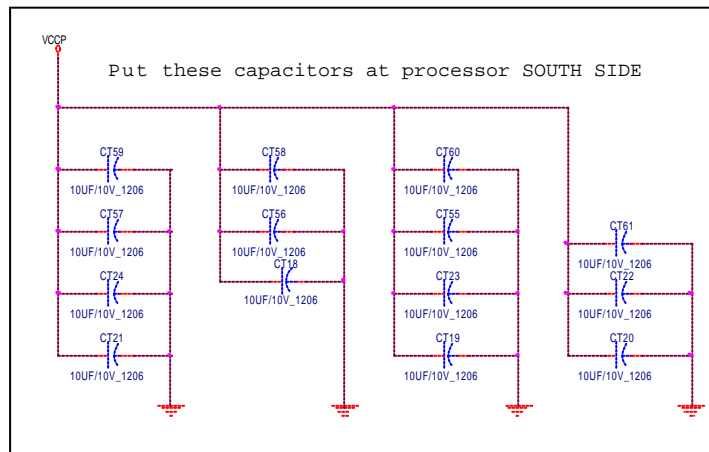 VCCP
Put these capacitors at processor SOUTH SIDE
CT59
10UF/10V_1206
CT57
10UF/10V_1206
CT24
10UF/10V_1206
CT21
10UF/10V_1206
CT58
10UF/10V_1206
CT56
10UF/10V_1206
CT18
10UF/10V_1206
CT60
10UF/10V_1206
CT55
10UF/10V_1206
CT23
10UF/10V_1206
CT19
10UF/10V_1206
CT61
10UF/10V_1206
CT22
10UF/10V_1206
CT20
10UF/10V_1206